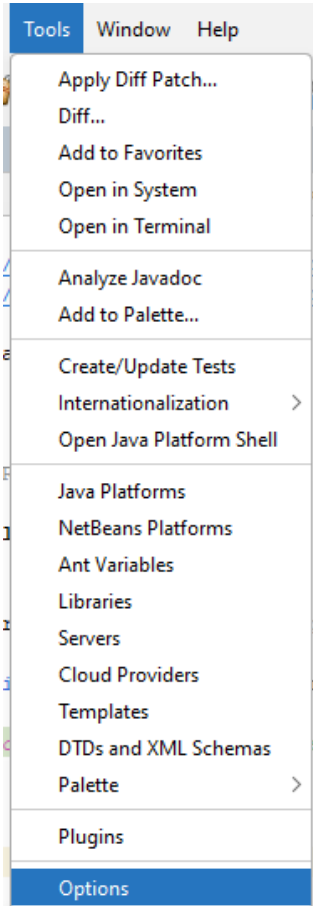 Tools Window Help
Apply Diff Patch...
Diff...
Add to Favorites
Open in System
Open in Terminal
Analyze Javadoc
Add to Palette...
Create/Update Tests
Internationalization
Open Java Platform Shell
Java Platforms
NetBeans Platforms
Ant Variables
Libraries
Servers
Cloud Providers
Templates
DTDs and XML Schemas
Palette
Plugins
Options